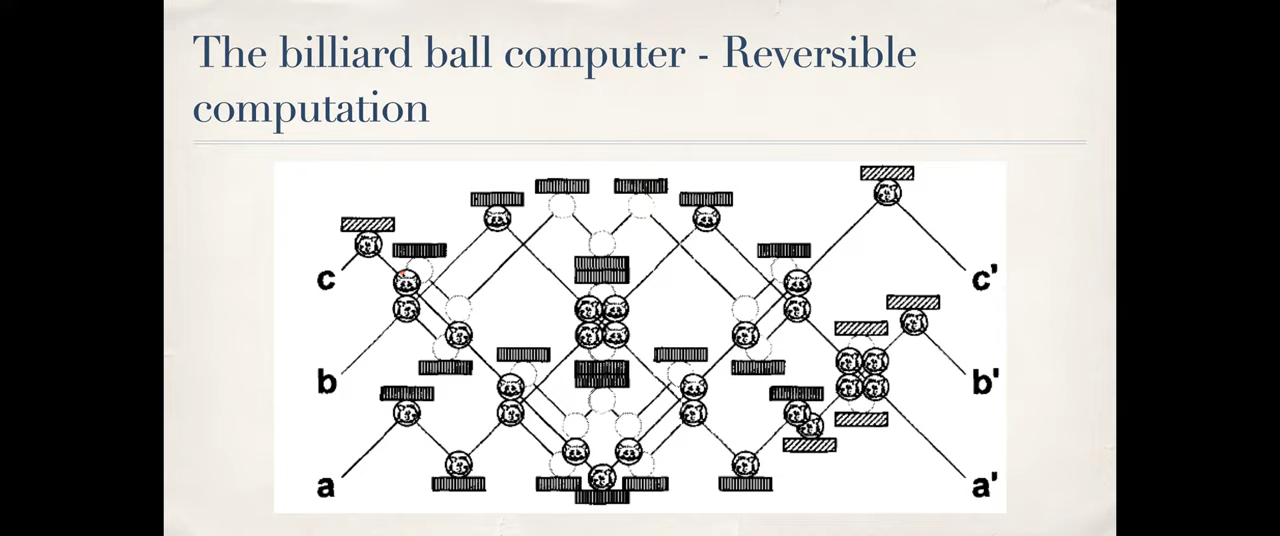 The billiard ball computer - Reversible
computation
c
c'
b
b'
a
a'